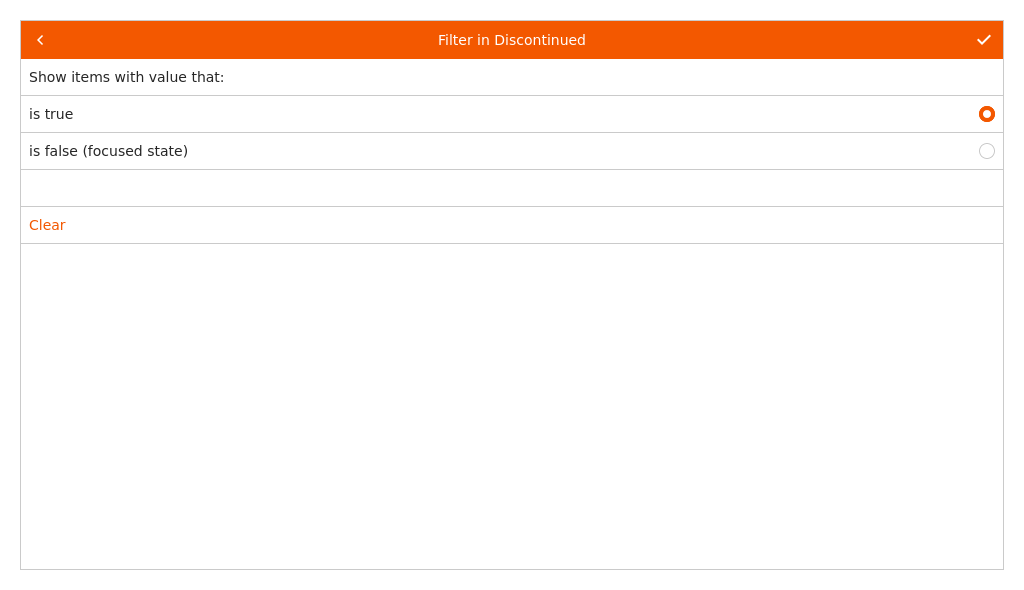 Filter in Discontinued
Show items with value that:
is true
is false (focused state)
Clear